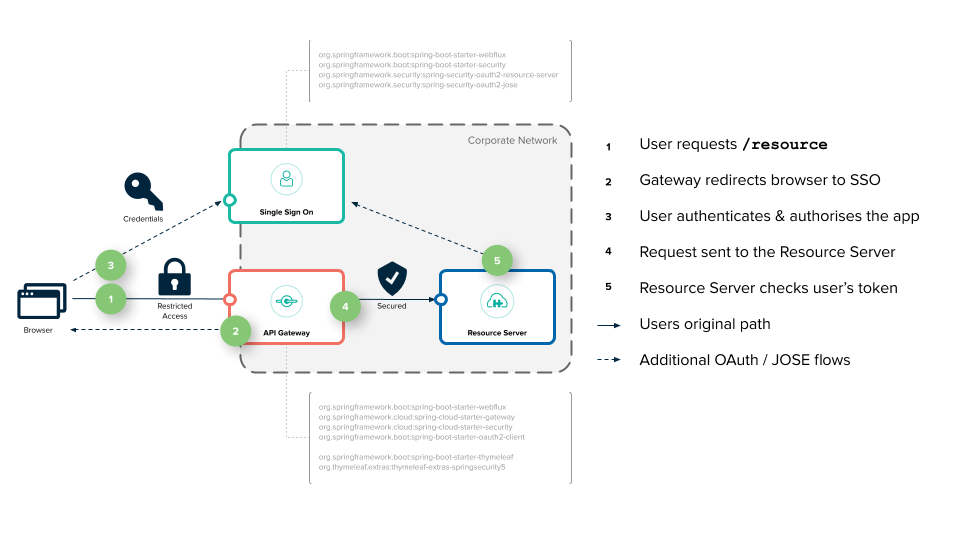 org.springframework.boot:spring-boot-starter-webflux
org.springframework.boot:spring-boot-starter-security
org.springframework.security:spring-security-oauth2-resource-server
org.springframework.security:spring-security-oauth2-jose
Corporate Network
Credentials
Single Sign On
3
5
1
Restricted
Access
4
Secured
2
Browser
API Gateway
Resource Server
org.springframework.boot:spring-boot-starter-webflux
org.springframework.cloud:spring-cloud-starter-gateway
org.springframework.cloud:spring-cloud-starter-security
org.springframework.boot:spring-boot-starter-oauth2-client
org.springframework.boot:spring-boot-starter-thymeleaf
org.thymeleaf.extras:thymeleaf-extras-springsecurity5
1 User requests /resource
2 Gateway redirects browser to SSO
3 User authenticates & authorises the app
4 Request sent to the Resource Server
5 Resource Server checks user’s token
Users original path
Additional OAuth / JOSE flows